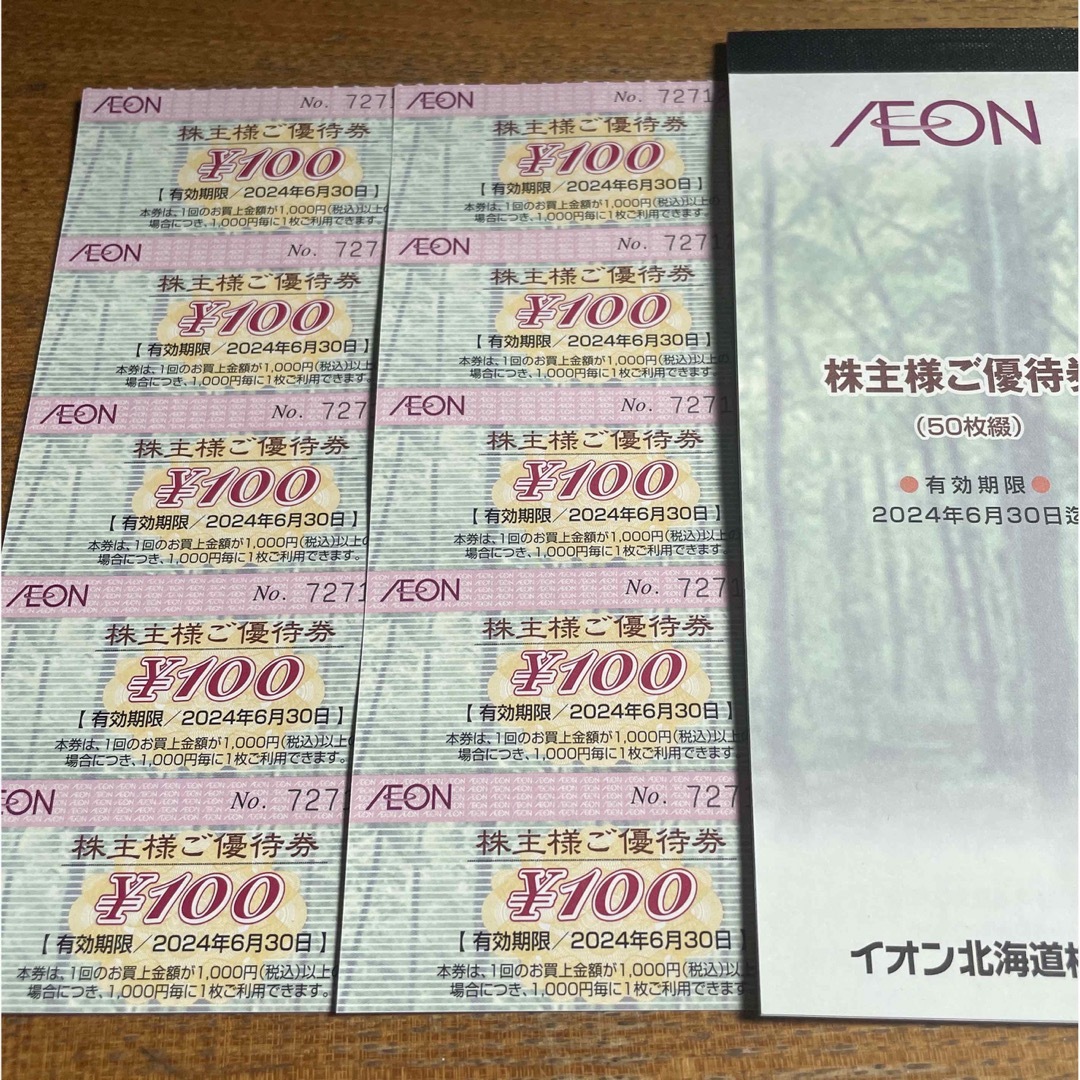 ÆON No. 727
株主様ご優待券
¥100
【 有効期限/2024年6月30日 】
本券は、1回のお買上金額が1,000円(税込)以上の
場合につき、1,000円毎に1枚ご利用できます。
ÆON No. 727
株主様ご優待券
¥100
【 有効期限/2024年6月30日 】
本券は、1回のお買上金額が1,000円(税込)以上の
場合につき、1,000円毎に1枚ご利用できます。
ÆON No. 7271
株主様ご優待券
¥100
【 有効期限/2024年6月30日 】
本券は、1回のお買上金額が1,000円(税込)以上の
場合につき、1,000円毎に1枚ご利用できます。
ÆON No. 7271
株主様ご優待券
¥100
【 有効期限/2024年6月30日 】
本券は、1回のお買上金額が1,000円(税込)以上の
場合につき、1,000円毎に1枚ご利用できます。
ÆON No. 7271
株主様ご優待券
¥100
【 有効期限/2024年6月30日 】
本券は、1回のお買上金額が1,000円(税込)以上の
場合につき、1,000円毎に1枚ご利用できます。
ÆON No. 7271
株主様ご優待券
¥100
【 有効期限/2024年6月30日 】
本券は、1回のお買上金額が1,000円(税込)以上の
場合につき、1,000円毎に1枚ご利用できます。
ÆON No. 7271
株主様ご優待券
¥100
【 有効期限/2024年6月30日 】
本券は、1回のお買上金額が1,000円(税込)以上の
場合につき、1,000円毎に1枚ご利用できます。
ÆON No. 7271
株主様ご優待券
¥100
【 有効期限/2024年6月30日 】
本券は、1回のお買上金額が1,000円(税込)以上の
場合につき、1,000円毎に1枚ご利用できます。
ÆON No. 7271
株主様ご優待券
¥100
【 有効期限/2024年6月30日 】
本券は、1回のお買上金額が1,000円(税込)以上の
場合につき、1,000円毎に1枚ご利用できます。
ÆON No. 727
株主様ご優待券
¥100
【 有効期限/2024年6月30日 】
本券は、1回のお買上金額が1,000円(税込)以上の
場合につき、1,000円毎に1枚ご利用できます。
ÆON
株主様ご優待券
(50枚綴)
●有効期限●
2024年6月30日迄
イオン北海道